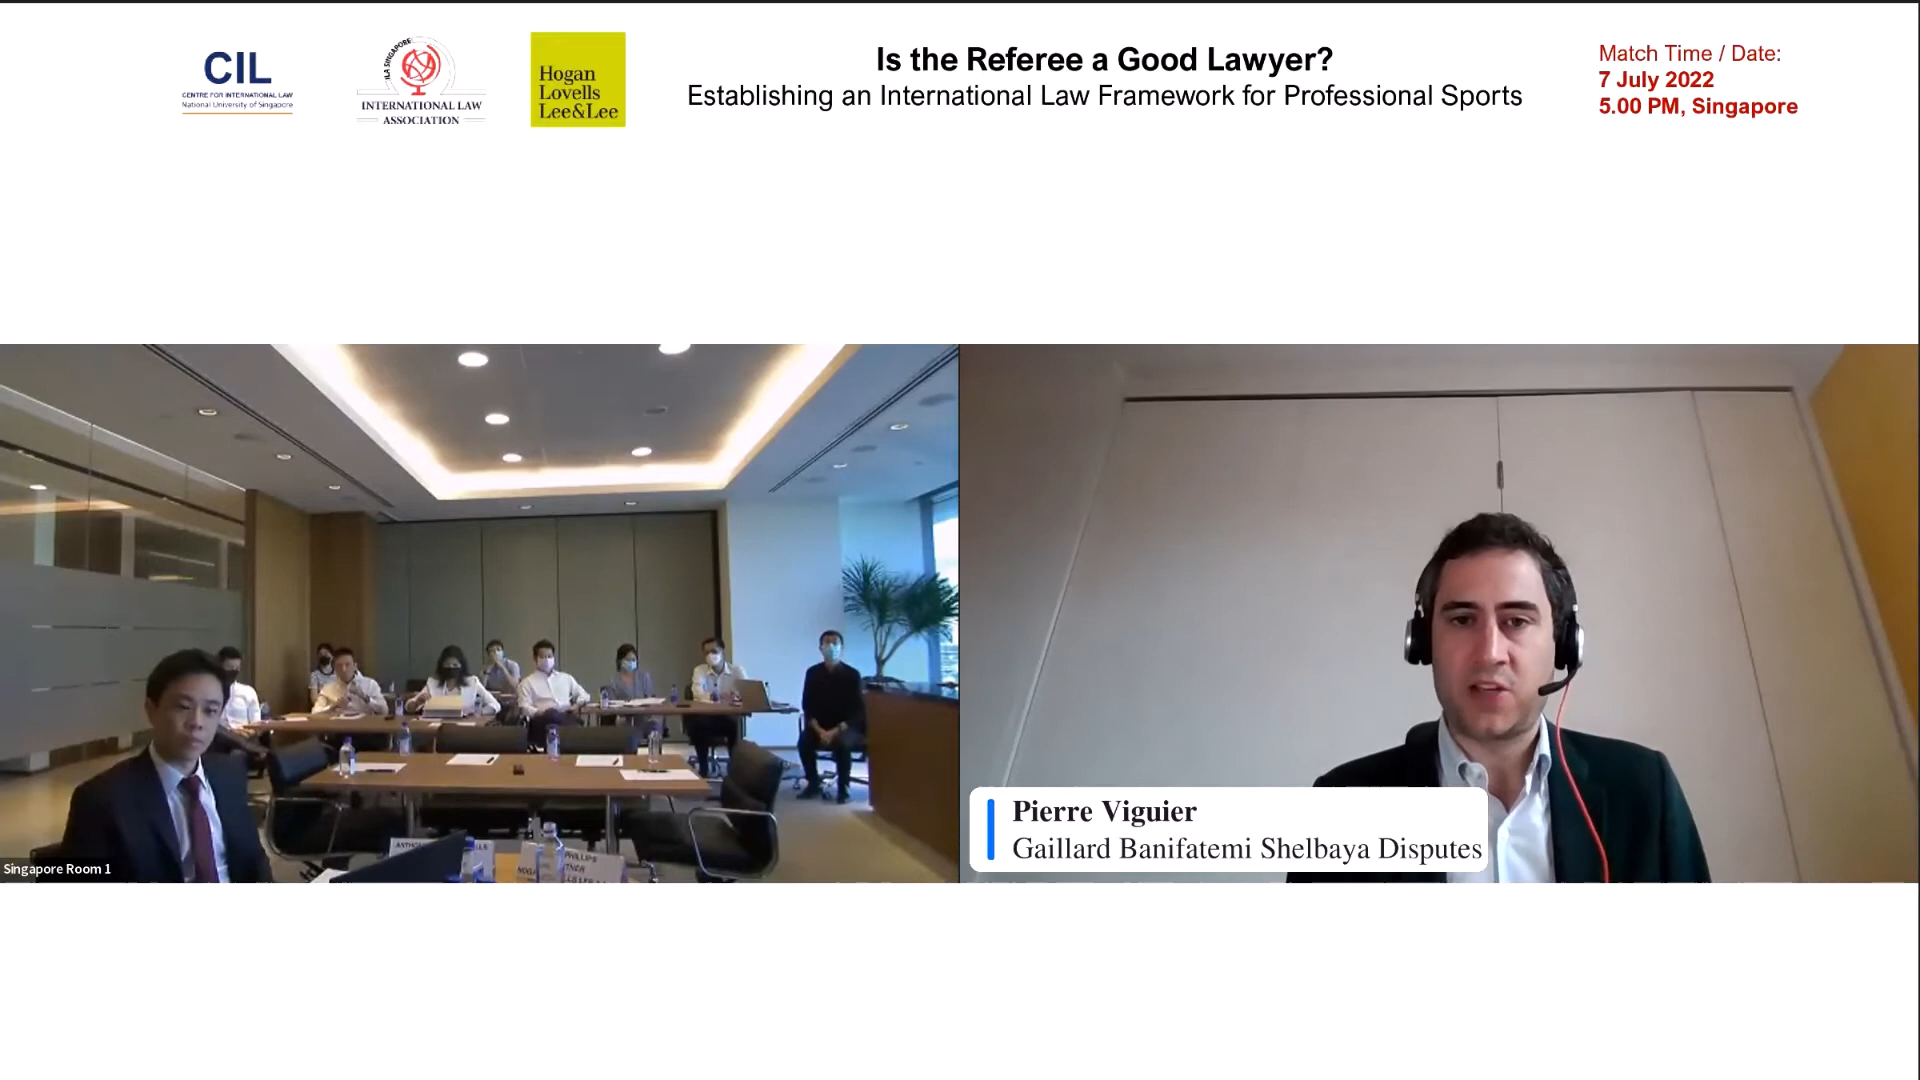 CIL
CENTRE FOR INTERNATIONAL LAW
National University of Singapore
ILA SINGAPORE
INTERNATIONAL LAW
ASSOCIATION
Hogan
Lovells
Lee&Lee
Is the Referee a Good Lawyer?
Establishing an International Law Framework for Professional Sports
Match Time / Date:
7 July 2022
5.00 PM, Singapore
PHILLIPS
Singapore Room 1
Pierre Viguier
Gaillard Banifatemi Shelbaya Disputes